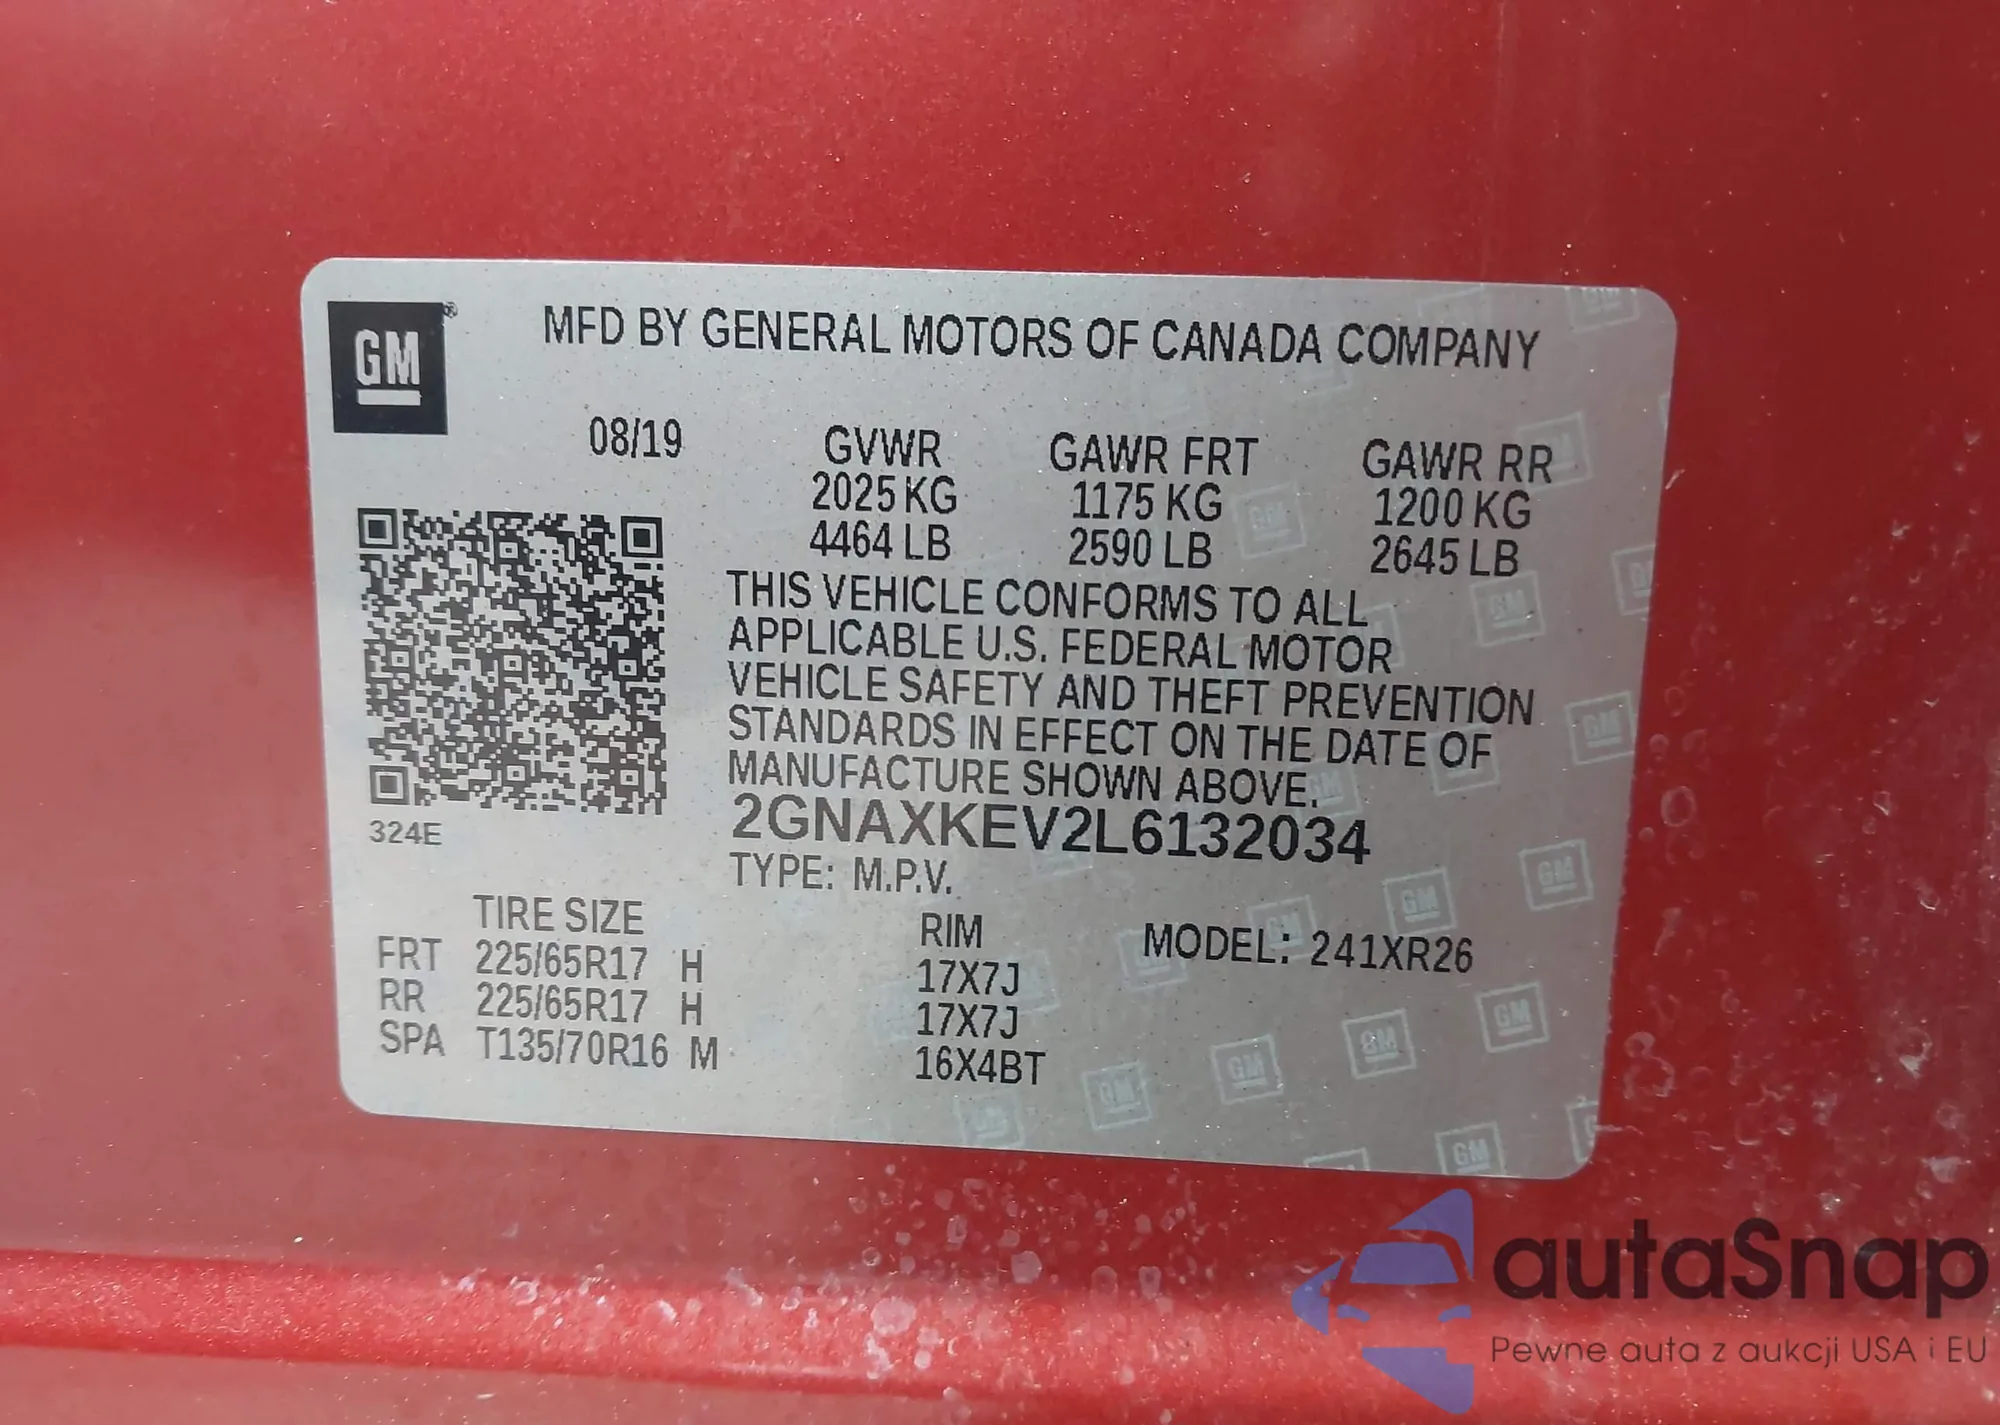 GM®
MFD BY GENERAL MOTORS OF CANADA COMPANY
08/19 GVWR GAWR FRT GAWR RR
2025 KG 1175 KG 1200 KG
4464 LB 2590 LB 2645 LB
THIS VEHICLE CONFORMS TO ALL
APPLICABLE U.S. FEDERAL MOTOR
VEHICLE SAFETY AND THEFT PREVENTION
STANDARDS IN EFFECT ON THE DATE OF
MANUFACTURE SHOWN ABOVE.
2GNAXKEV2L6132034
324E
TYPE: M.P.V.
TIRE SIZE RIM MODEL: 241XR26
FRT 225/65R17 H 17X7J
RR 225/65R17 H 17X7J
SPA T135/70R16 M 16X4BT
autaSnap
Pewne auta z aukcji USA i EU